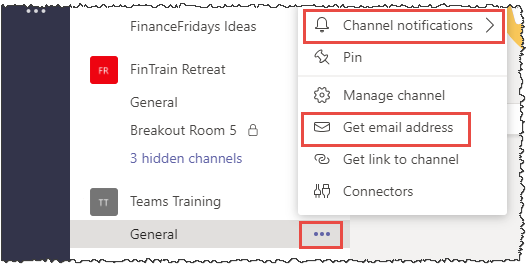 FinanceFridays Ideas
FR
FinTrain Retreat
General
Breakout Room 5
3 hidden channels
TT
Teams Training
General
Channel notifications
Pin
Manage channel
Get email address
Get link to channel
Connectors